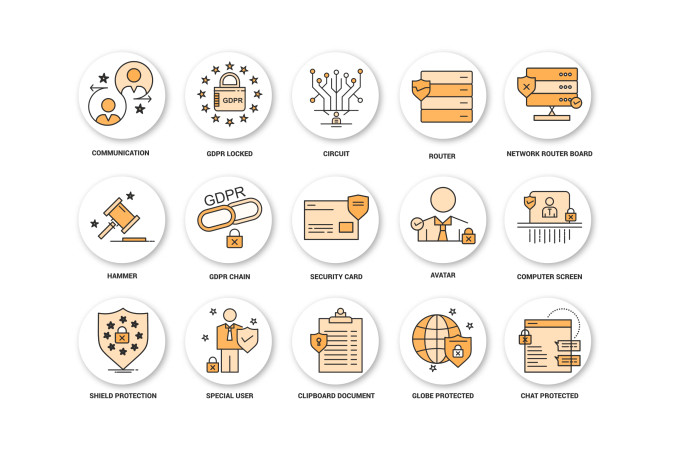 GDPR
COMMUNICATION
GDPR LOCKED
CIRCUIT
ROUTER
NETWORK ROUTER BOARD
GDPR
HAMMER
GDPR CHAIN
SECURITY CARD
AVATAR
COMPUTER SCREEN
SHIELD PROTECTION
SPECIAL USER
CLIPBOARD DOCUMENT
GLOBE PROTECTED
CHAT PROTECTED